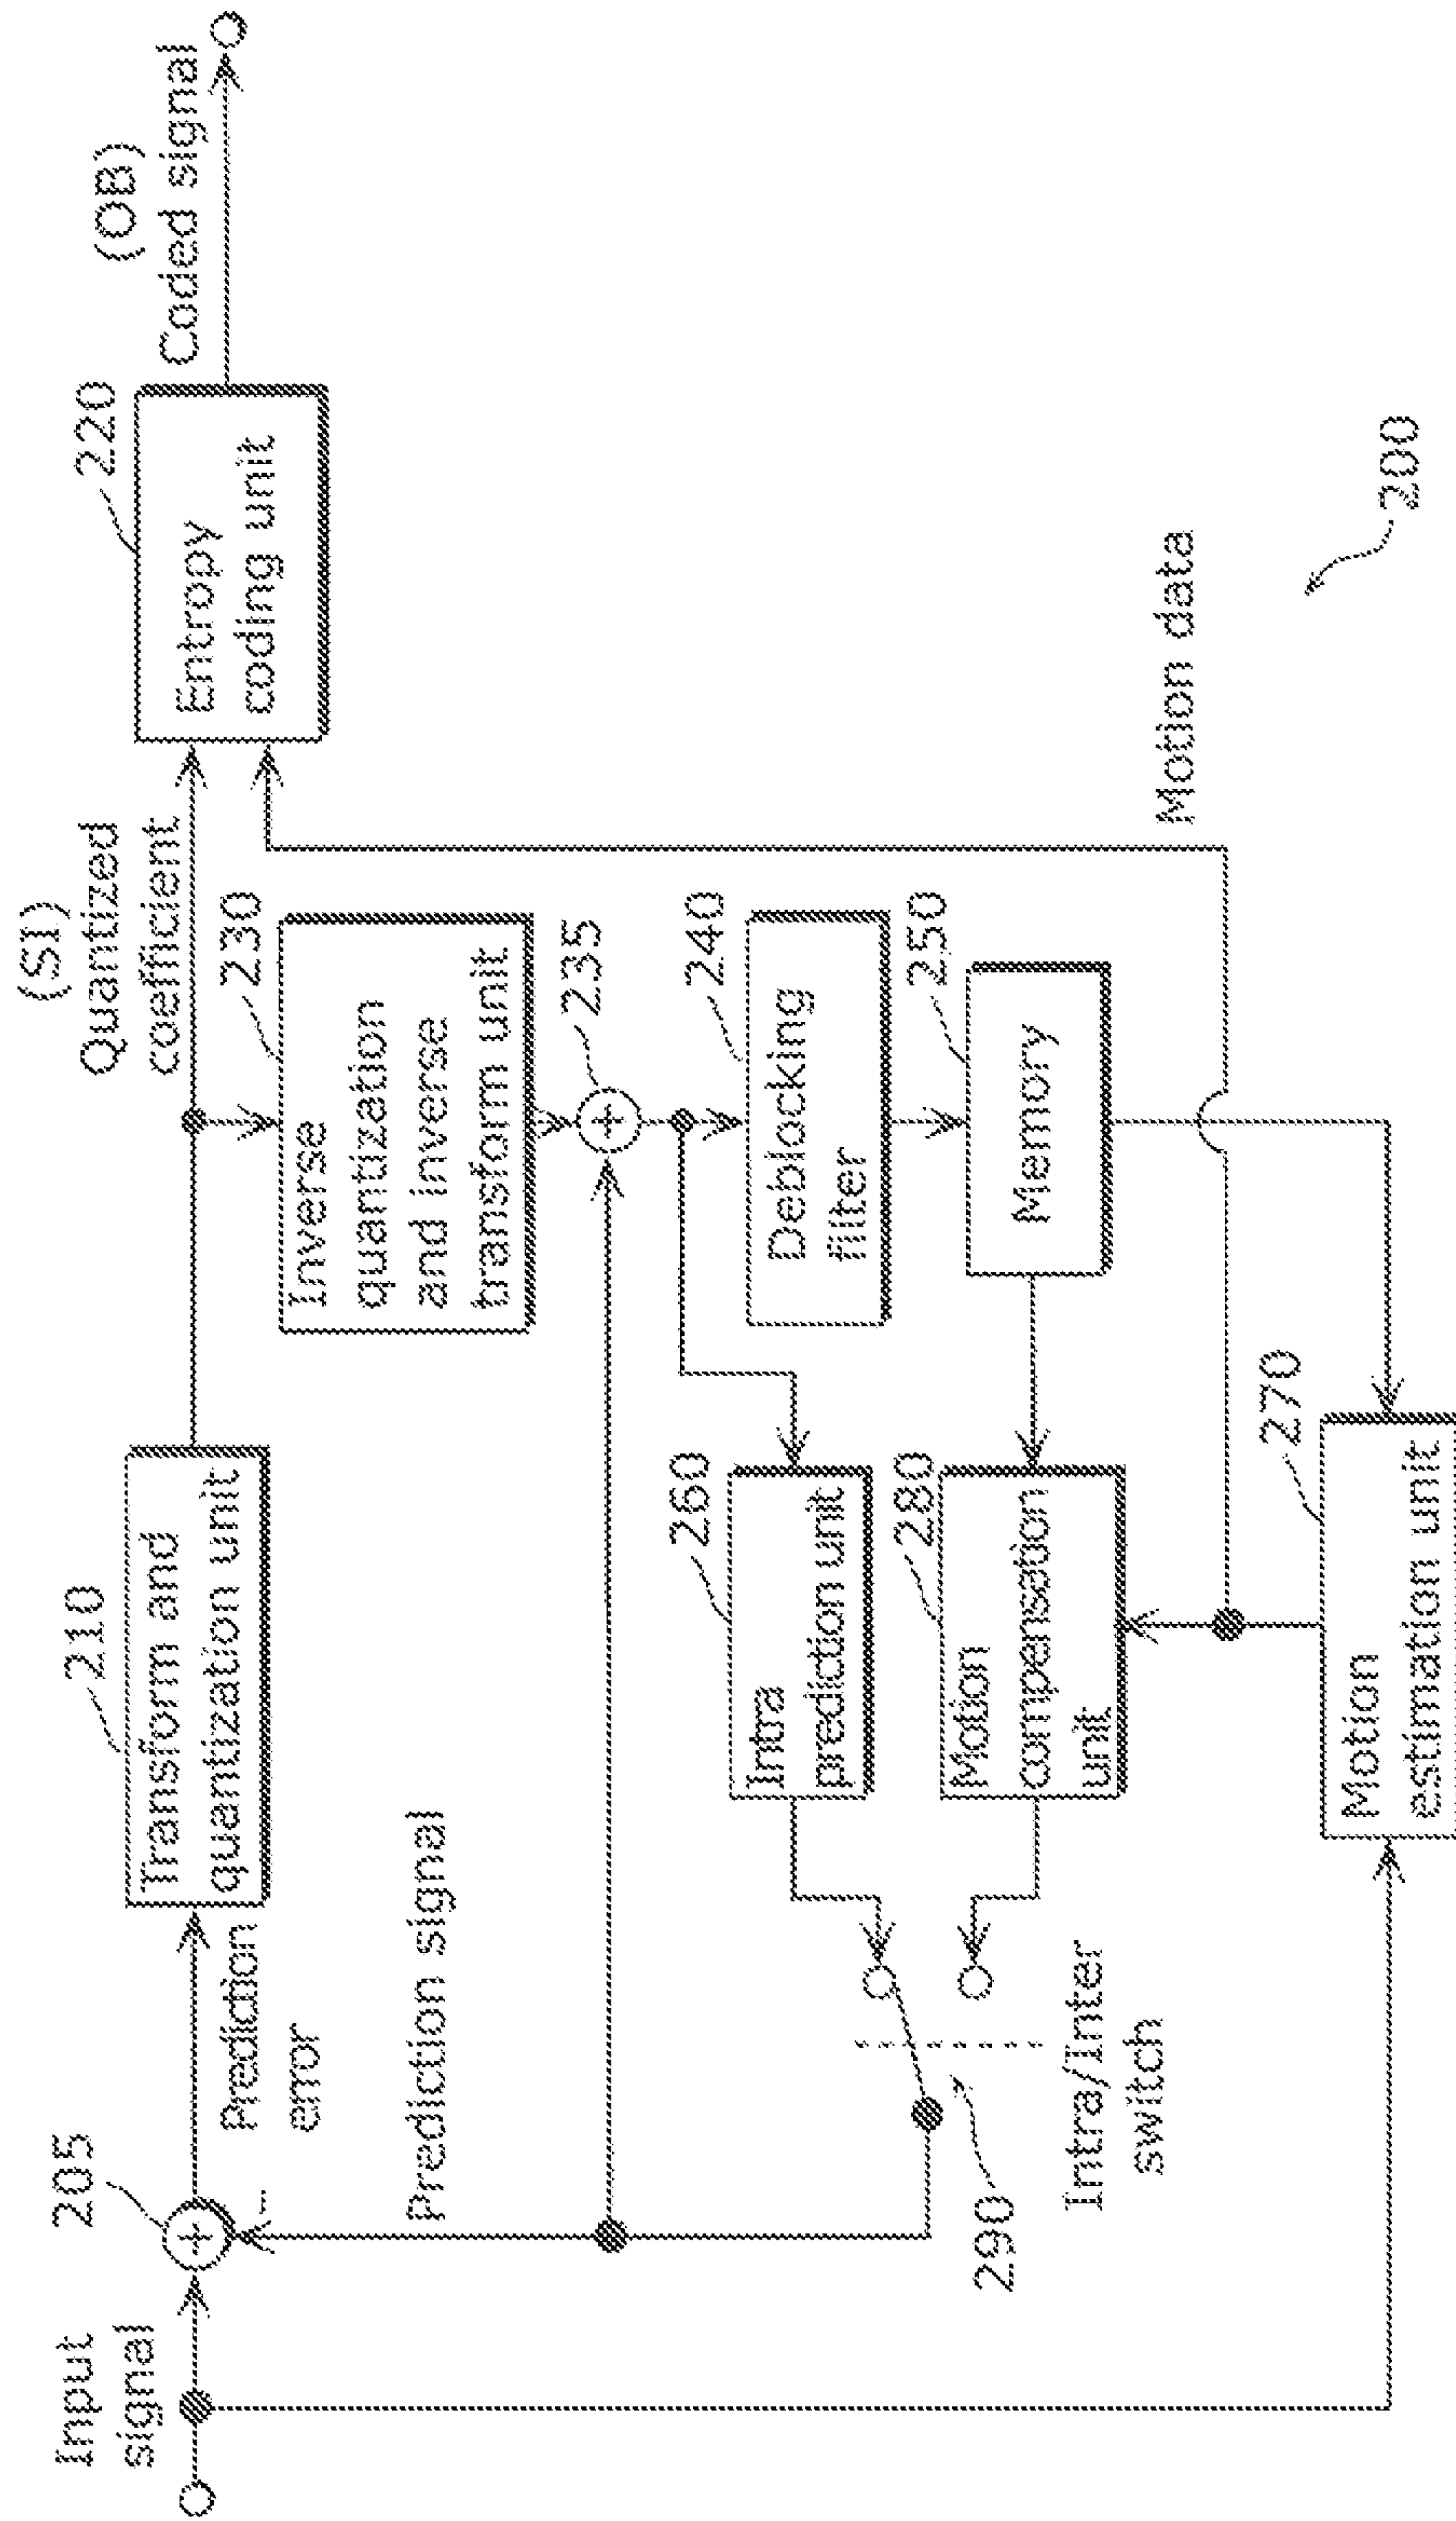 Input
signal
205
Prediction
error
210
Transform and
quantization unit
(SI)
Quantized
coefficient
220
Entropy
coding unit
(OB)
Coded signal
230
Inverse
quantization
and inverse
transform unit
235
Prediction signal
240
Deblocking
filter
250
Memory
260
Intra
prediction unit
280
Motion
compensation
unit
290
Intra/Inter
switch
270
Motion
estimation unit
Motion data
200
+
+
-